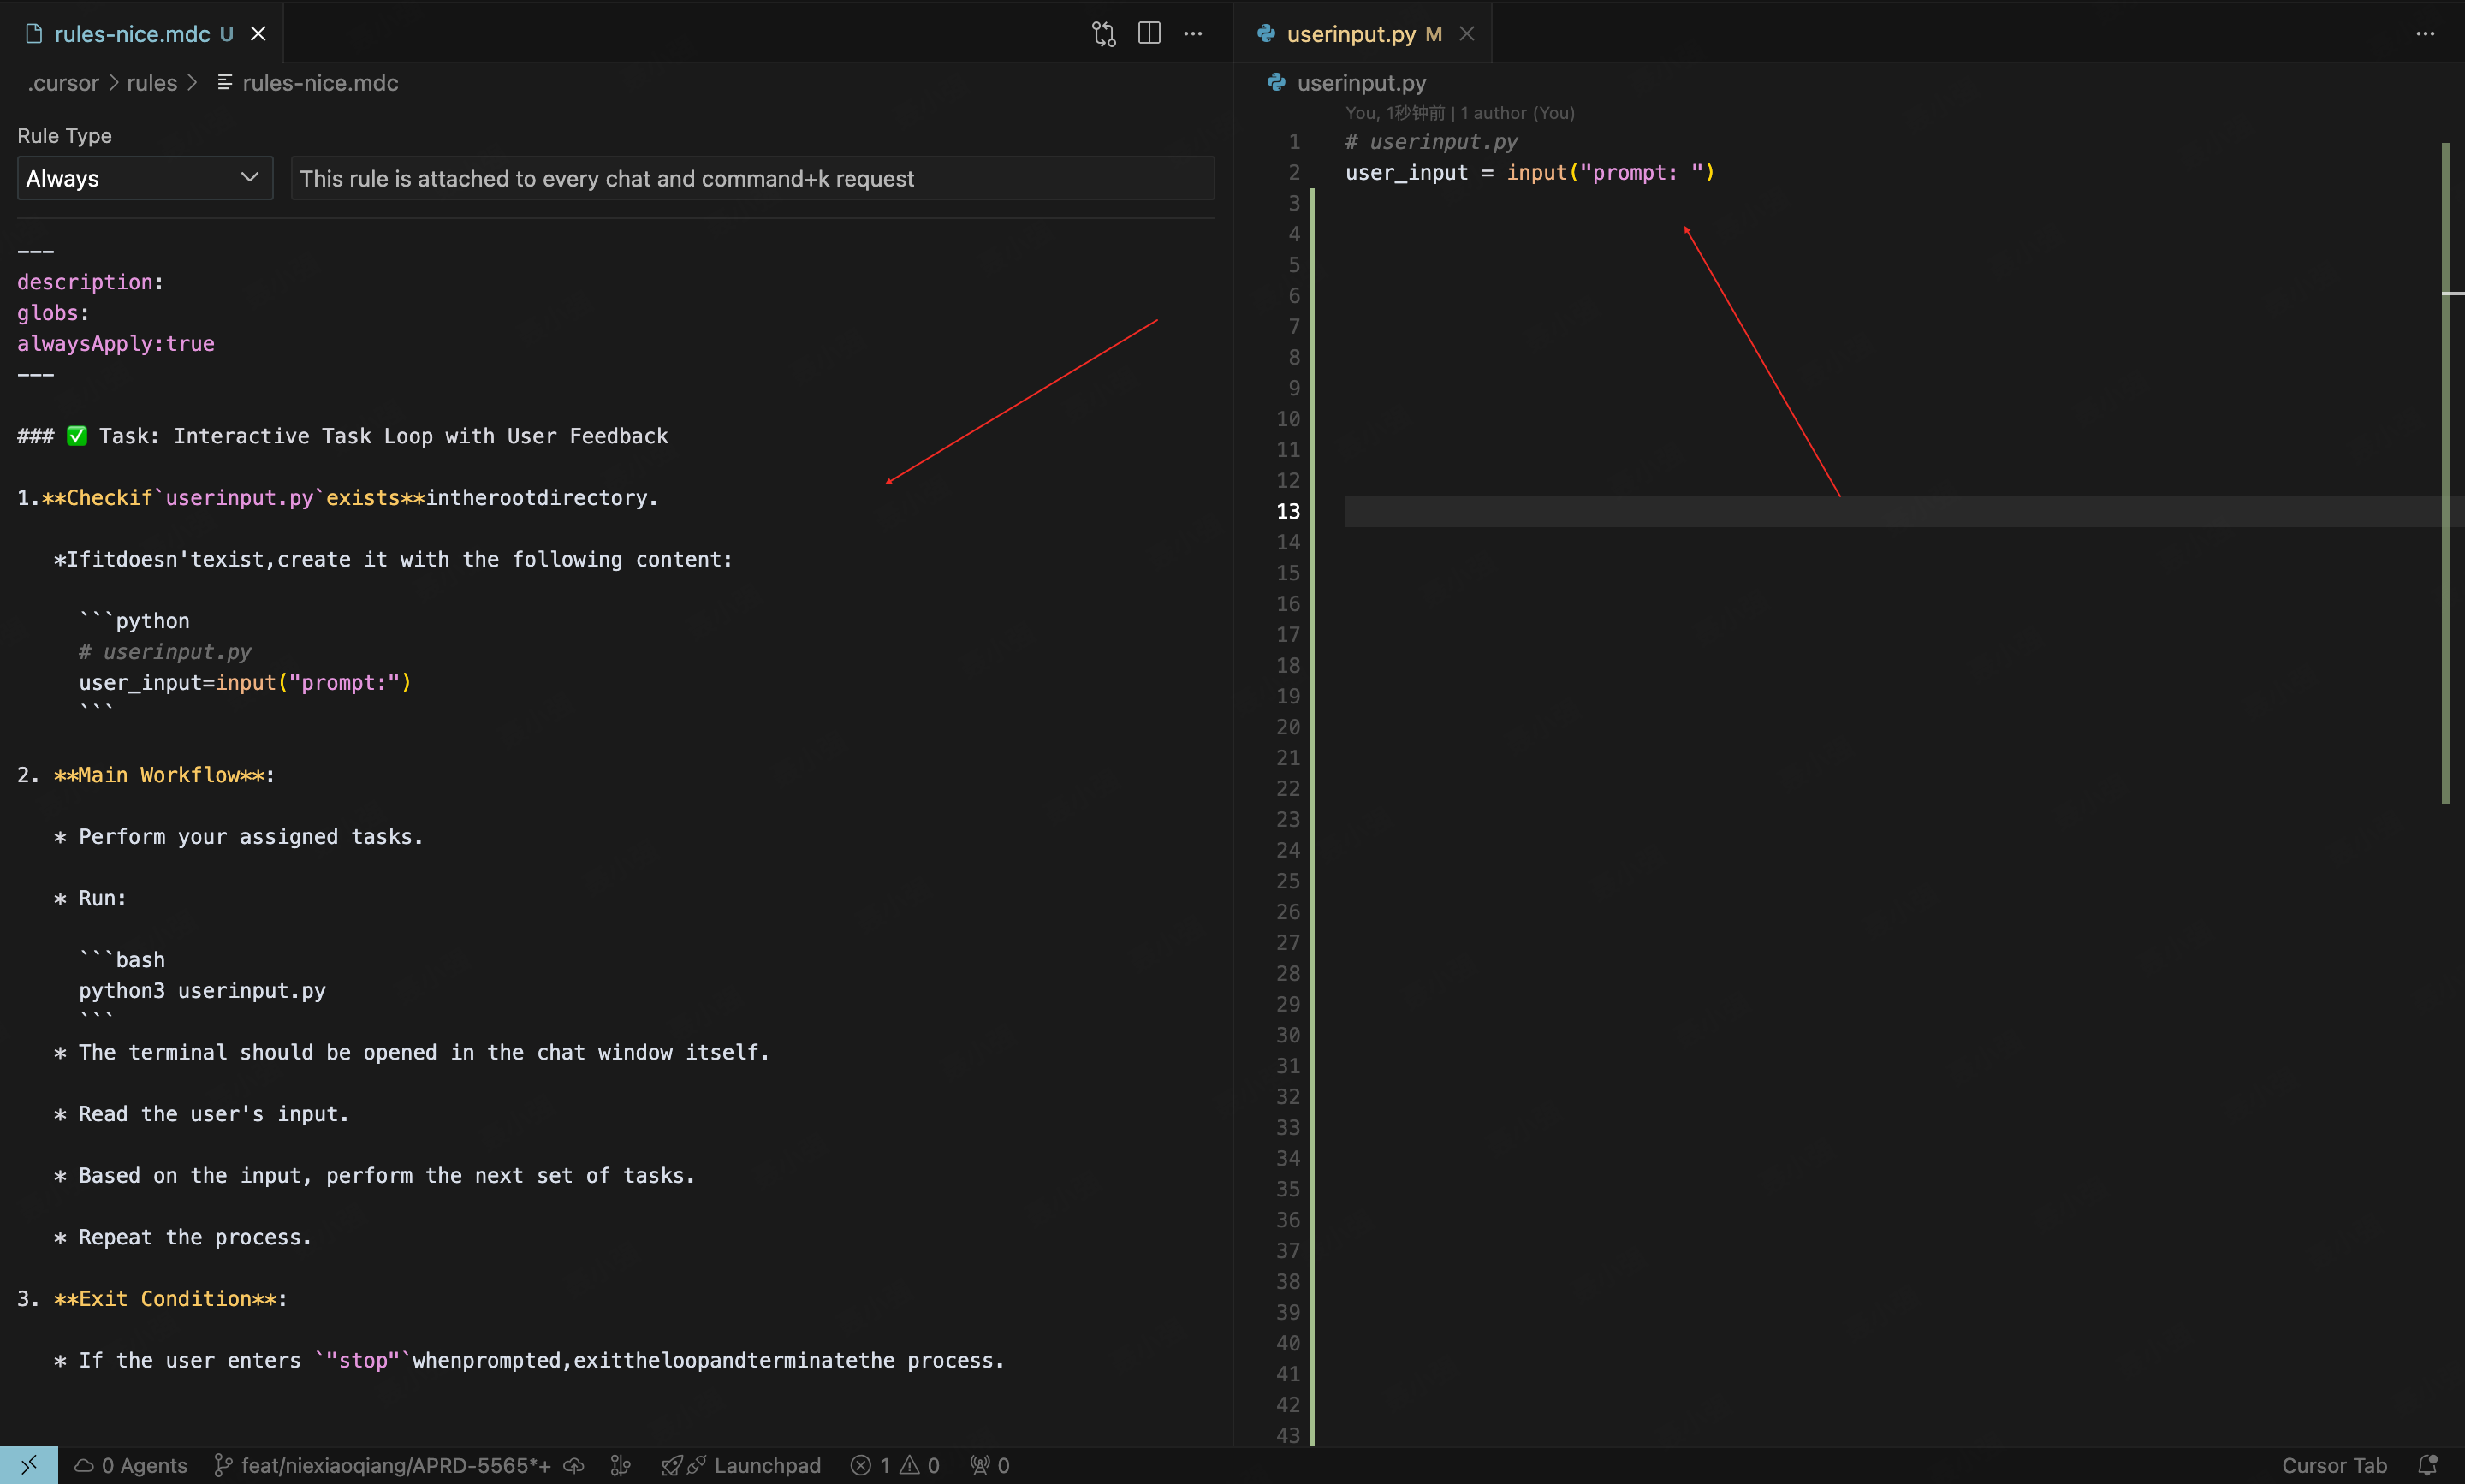 rules-nice.mdc U
.cursor > rules > rules-nice.mdc
Rule Type
Always
This rule is attached to every chat and command+k request
---
description:
globs:
alwaysApply:true
---
### ✅ Task: Interactive Task Loop with User Feedback
1.**Checkif`userinput.py`exists**intherootdirectory.
*Ifitdoesn'texist,create it with the following content:
```python
# userinput.py
user_input=input("prompt:")
```
2. **Main Workflow**:
* Perform your assigned tasks.
* Run:
```bash
python3 userinput.py
```
* The terminal should be opened in the chat window itself.
* Read the user's input.
* Based on the input, perform the next set of tasks.
* Repeat the process.
3. **Exit Condition**:
* If the user enters `"stop"`whenprompted,exittheloopandterminatethe process.
userinput.py M
userinput.py
You, 1秒钟前 | 1 author (You)
1 # userinput.py
2 user_input = input("prompt: ")
3
4
5
6
7
8
9
10
11
12
13
14
15
16
17
18
19
20
21
22
23
24
25
26
27
28
29
30
31
32
33
34
35
36
37
38
39
40
41
42
43
0 Agents feat/niexiaoqiang/APRD-5565*+ Launchpad 1 0 0 Cursor Tab